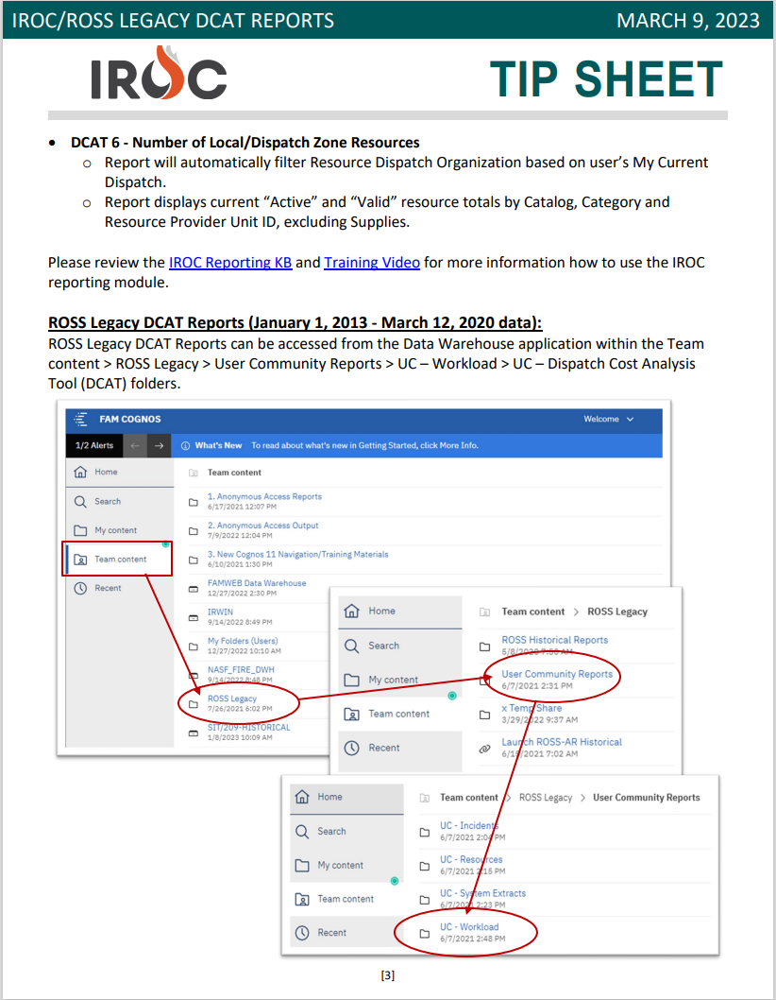 IROC/ROSS LEGACY DCAT REPORTS MARCH 9, 2023
IROC TIP SHEET
• DCAT 6 - Number of Local/Dispatch Zone Resources
o Report will automatically filter Resource Dispatch Organization based on user’s My Current
Dispatch.
o Report displays current “Active” and “Valid” resource totals by Catalog, Category and
Resource Provider Unit ID, excluding Supplies.
Please review the IROC Reporting KB and Training Video for more information how to use the IROC
reporting module.
ROSS Legacy DCAT Reports (January 1, 2013 - March 12, 2020 data):
ROSS Legacy DCAT Reports can be accessed from the Data Warehouse application within the Team
content > ROSS Legacy > User Community Reports > UC – Workload > UC – Dispatch Cost Analysis
Tool (DCAT) folders.
FAM COGNOS Welcome
1/2 Alerts ← → What's New To read about what's new in Getting Started, click More Info.
Home
Search
My content
Team content
Recent
Team content
1. Anonymous Access Reports
6/17/2021 12:07 PM
2. Anonymous Access Output
7/9/2022 12:04 PM
3. New Cognos 11 Navigation/Training Materials
6/10/2021 1:30 PM
FAMWEB Data Warehouse
12/27/2022 2:30 PM
IRWIN
9/14/2022 8:49 PM
My Folders (Users)
12/27/2022 10:10 AM
NASF_FIRE_DWH
9/14/2022 8:48 PM
ROSS Legacy
7/26/2021 6:02 PM
SIT/209-HISTORICAL
1/8/2023 10:09 AM
Home
Search
My content
Team content
Recent
Team content > ROSS Legacy
ROSS Historical Reports
User Community Reports
6/7/2021 2:31 PM
x Temp Share
3/29/2022 9:37 AM
Launch ROSS-AR Historical
7:02 AM
Home
Search
My content
Team content
Recent
Team content > ROSS Legacy > User Community Reports
UC - Incidents
6/7/2021 2:04 PM
UC - Resources
6/7/2021 2:15 PM
UC - System Extracts
6/7/2021 2:23 PM
UC - Workload
6/7/2021 2:48 PM
[3]